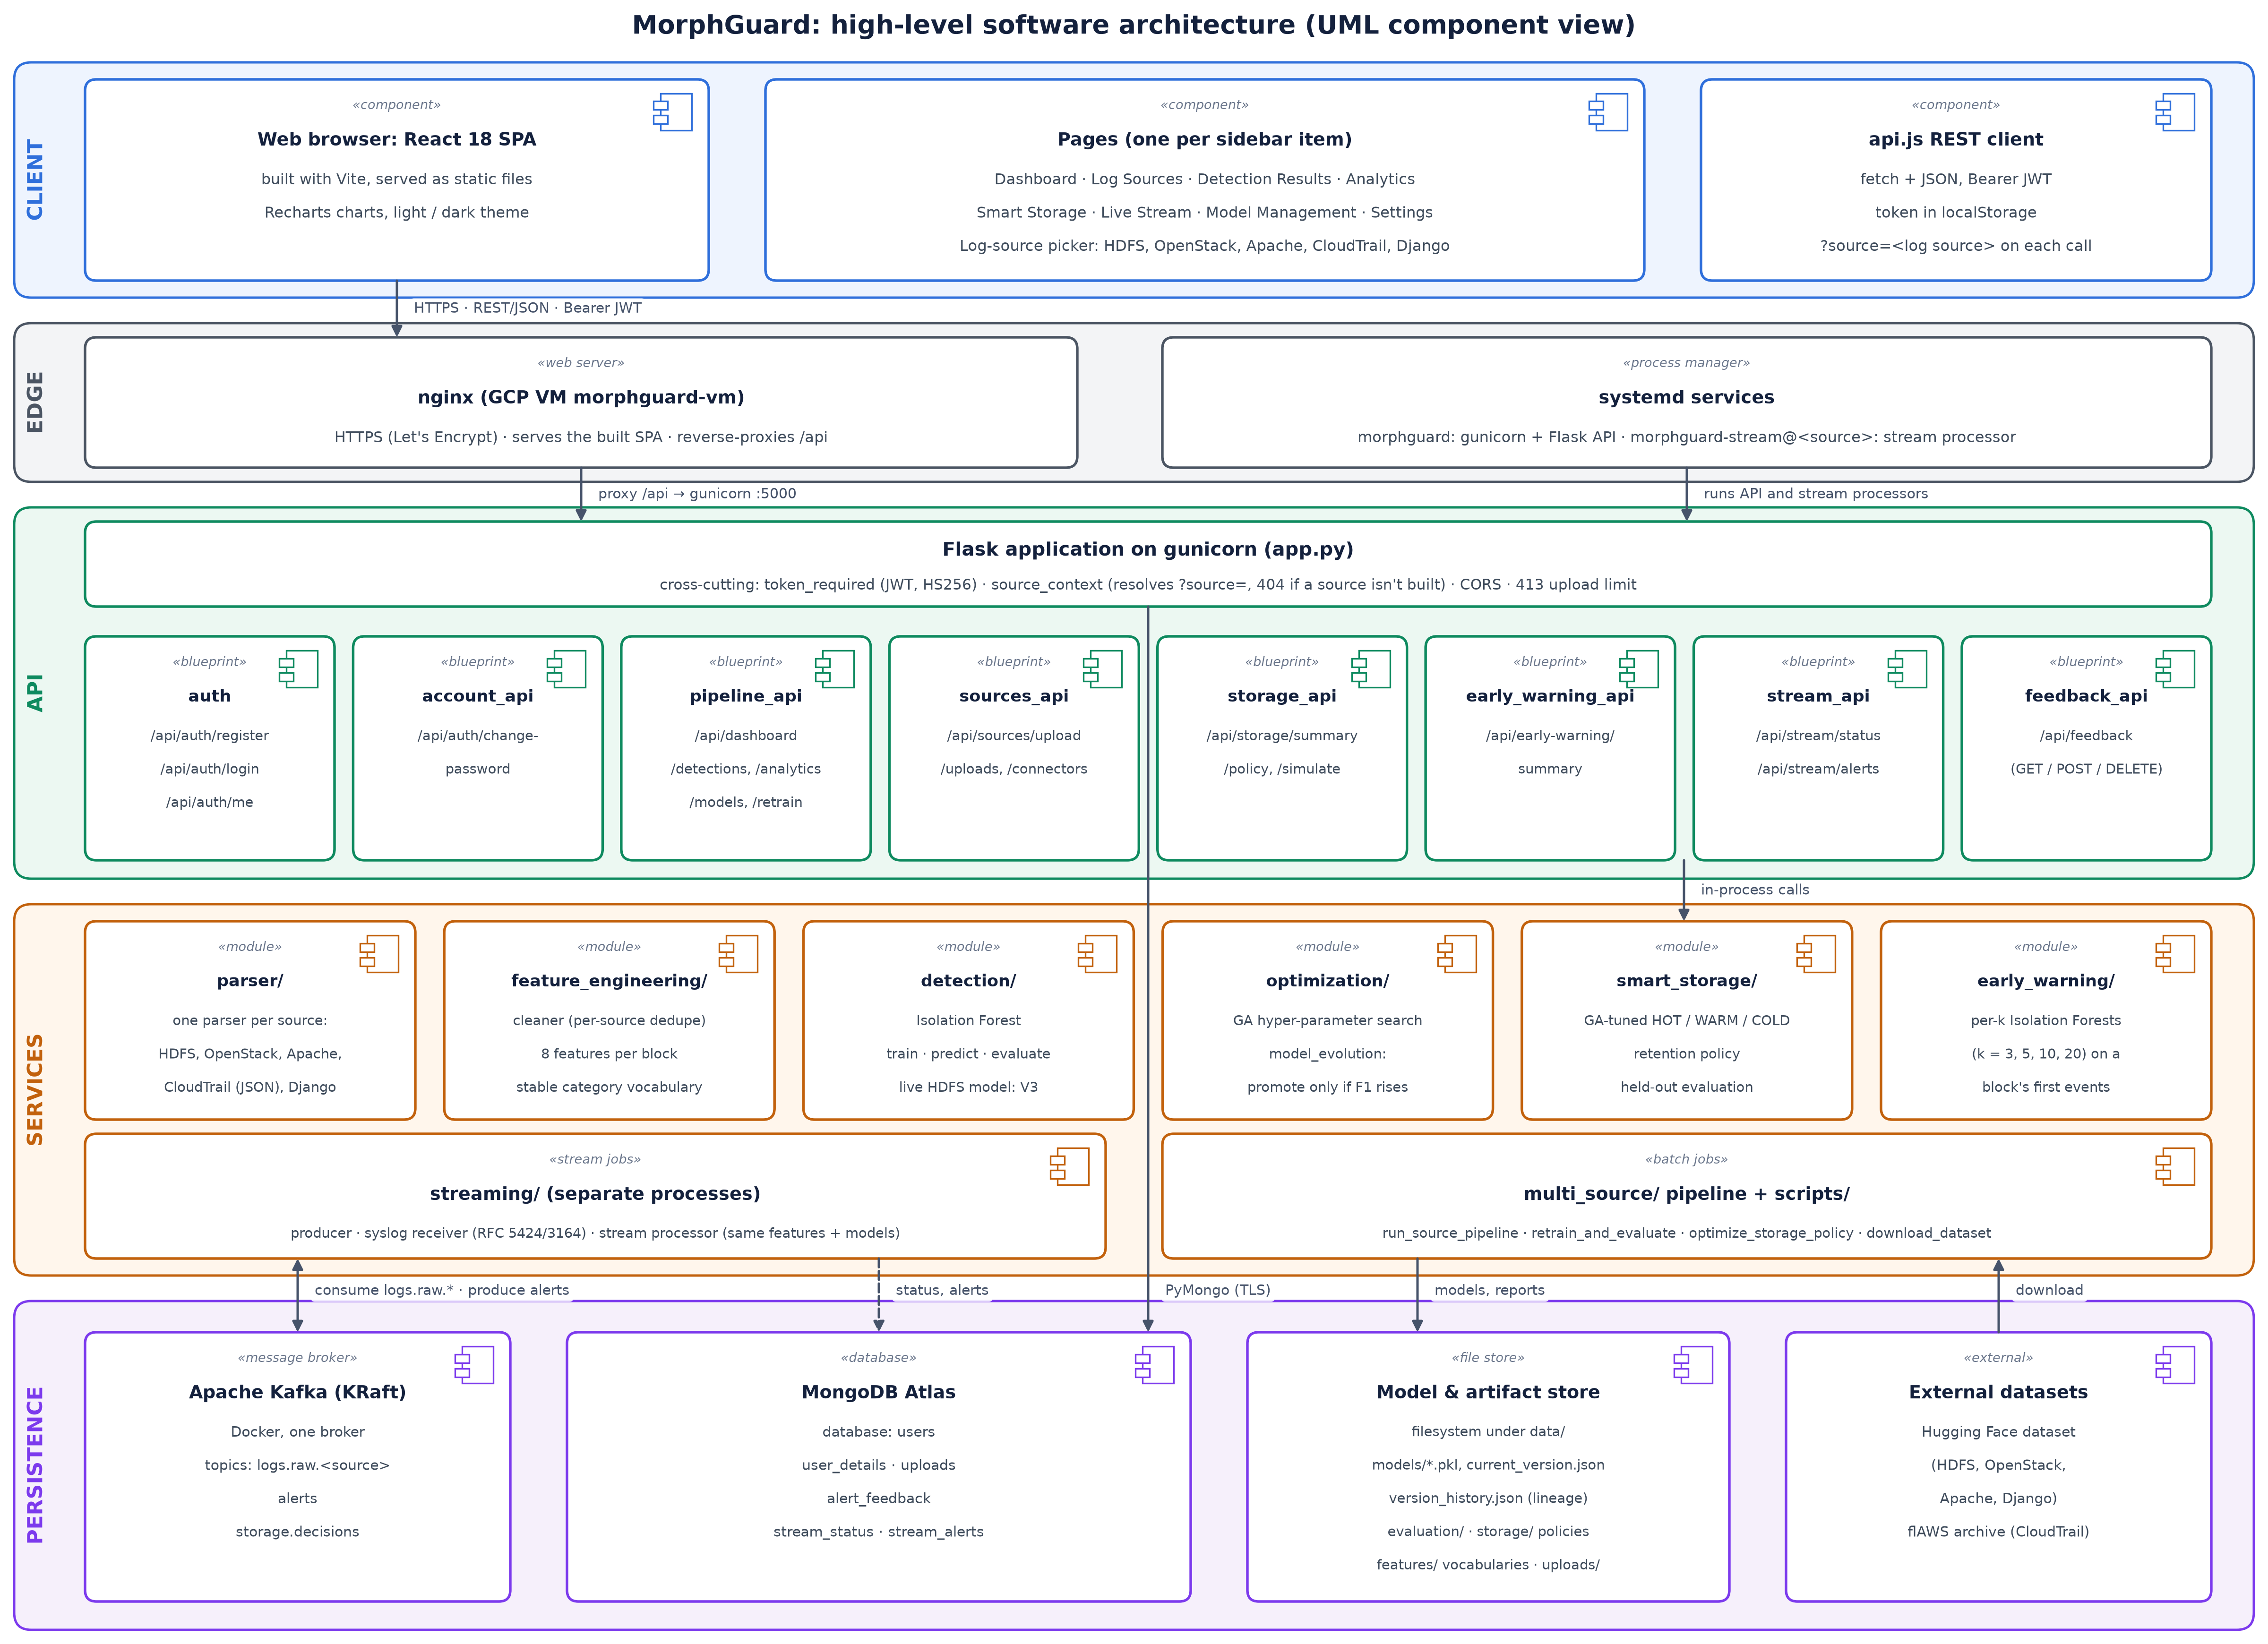 MorphGuard: high-level software architecture (UML component view)
CLIENT
«component»
Web browser: React 18 SPA
built with Vite, served as static files
Recharts charts, light / dark theme
«component»
Pages (one per sidebar item)
Dashboard · Log Sources · Detection Results · Analytics
Smart Storage · Live Stream · Model Management · Settings
Log-source picker: HDFS, OpenStack, Apache, CloudTrail, Django
«component»
api.js REST client
fetch + JSON, Bearer JWT
token in localStorage
?source=<log source> on each call
HTTPS · REST/JSON · Bearer JWT
EDGE
«web server»
nginx (GCP VM morphguard-vm)
HTTPS (Let's Encrypt) · serves the built SPA · reverse-proxies /api
«process manager»
systemd services
morphguard: gunicorn + Flask API · morphguard-stream@<source>: stream processor
proxy /api → gunicorn :5000
runs API and stream processors
API
Flask application on gunicorn (app.py)
cross-cutting: token_required (JWT, HS256) · source_context (resolves ?source=, 404 if a source isn't built) · CORS · 413 upload limit
«blueprint»
auth
/api/auth/register
/api/auth/login
/api/auth/me
«blueprint»
account_api
/api/auth/change-
password
«blueprint»
pipeline_api
/api/dashboard
/detections, /analytics
/models, /retrain
«blueprint»
sources_api
/api/sources/upload
/uploads, /connectors
«blueprint»
storage_api
/api/storage/summary
/policy, /simulate
«blueprint»
early_warning_api
/api/early-warning/
summary
«blueprint»
stream_api
/api/stream/status
/api/stream/alerts
«blueprint»
feedback_api
/api/feedback
(GET / POST / DELETE)
in-process calls
SERVICES
«module»
parser/
one parser per source:
HDFS, OpenStack, Apache,
CloudTrail (JSON), Django
«module»
feature_engineering/
cleaner (per-source dedupe)
8 features per block
stable category vocabulary
«module»
detection/
Isolation Forest
train · predict · evaluate
live HDFS model: V3
«module»
optimization/
GA hyper-parameter search
model_evolution:
promote only if F1 rises
«module»
smart_storage/
GA-tuned HOT / WARM / COLD
retention policy
held-out evaluation
«module»
early_warning/
per-k Isolation Forests
(k = 3, 5, 10, 20) on a
block's first events
«stream jobs»
streaming/ (separate processes)
producer · syslog receiver (RFC 5424/3164) · stream processor (same features + models)
«batch jobs»
multi_source/ pipeline + scripts/
run_source_pipeline · retrain_and_evaluate · optimize_storage_policy · download_dataset
consume logs.raw.* · produce alerts
status, alerts
PyMongo (TLS)
models, reports
download
PERSISTENCE
«message broker»
Apache Kafka (KRaft)
Docker, one broker
topics: logs.raw.<source>
alerts
storage.decisions
«database»
MongoDB Atlas
database: users
user_details · uploads
alert_feedback
stream_status · stream_alerts
«file store»
Model & artifact store
filesystem under data/
models/*.pkl, current_version.json
version_history.json (lineage)
evaluation/ · storage/ policies
features/ vocabularies · uploads/
«external»
External datasets
Hugging Face dataset
(HDFS, OpenStack,
Apache, Django)
flAWS archive (CloudTrail)